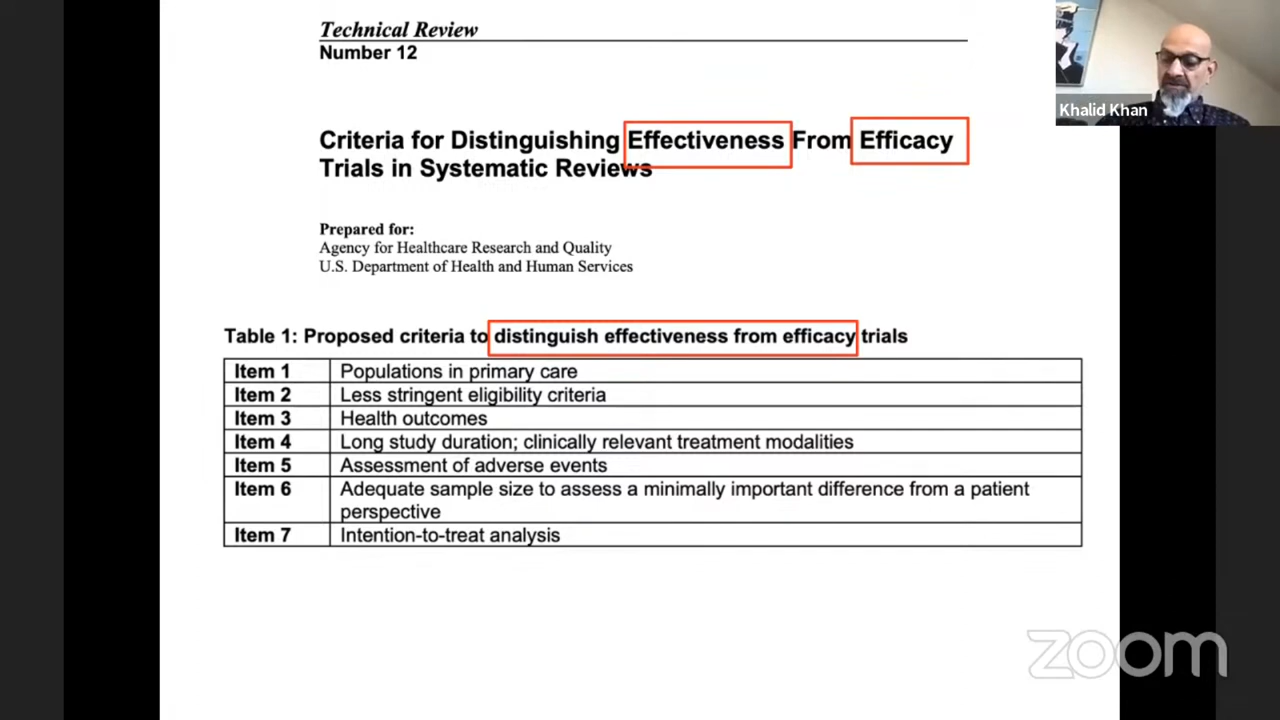 Technical Review
Number 12
Khalid Khan
Criteria for Distinguishing Effectiveness From Efficacy
Trials in Systematic Reviews
Prepared for:
Agency for Healthcare Research and Quality
U.S. Department of Health and Human Services
Table 1: Proposed criteria to distinguish effectiveness from efficacy trials
Item 1 Populations in primary care
Item 2 Less stringent eligibility criteria
Item 3 Health outcomes
Item 4 Long study duration; clinically relevant treatment modalities
Item 5 Assessment of adverse events
Item 6 Adequate sample size to assess a minimally important difference from a patient
perspective
Item 7 Intention-to-treat analysis
zoom